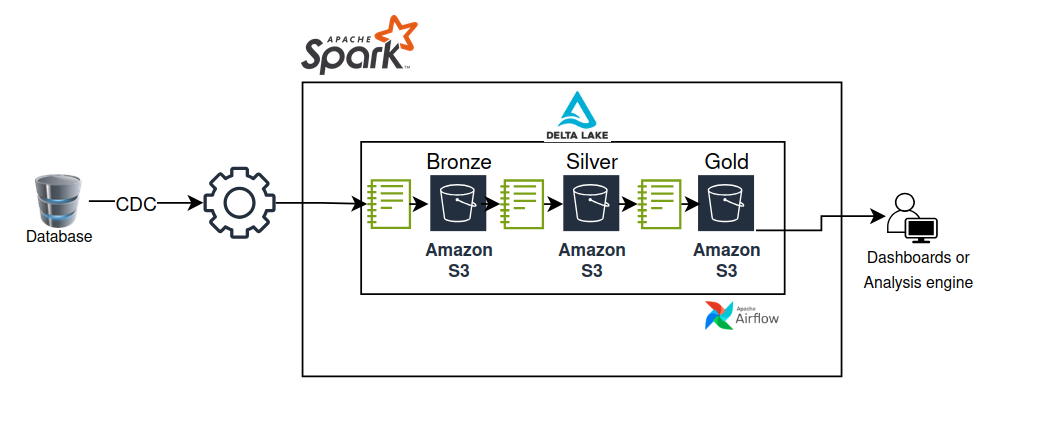 APACHE
Spark
TM
DELTA LAKE
Bronze
Silver
Gold
CDC
Database
Amazon
S3
Amazon
S3
Amazon
S3
Dashboards or
Analysis engine
Apache
Airflow